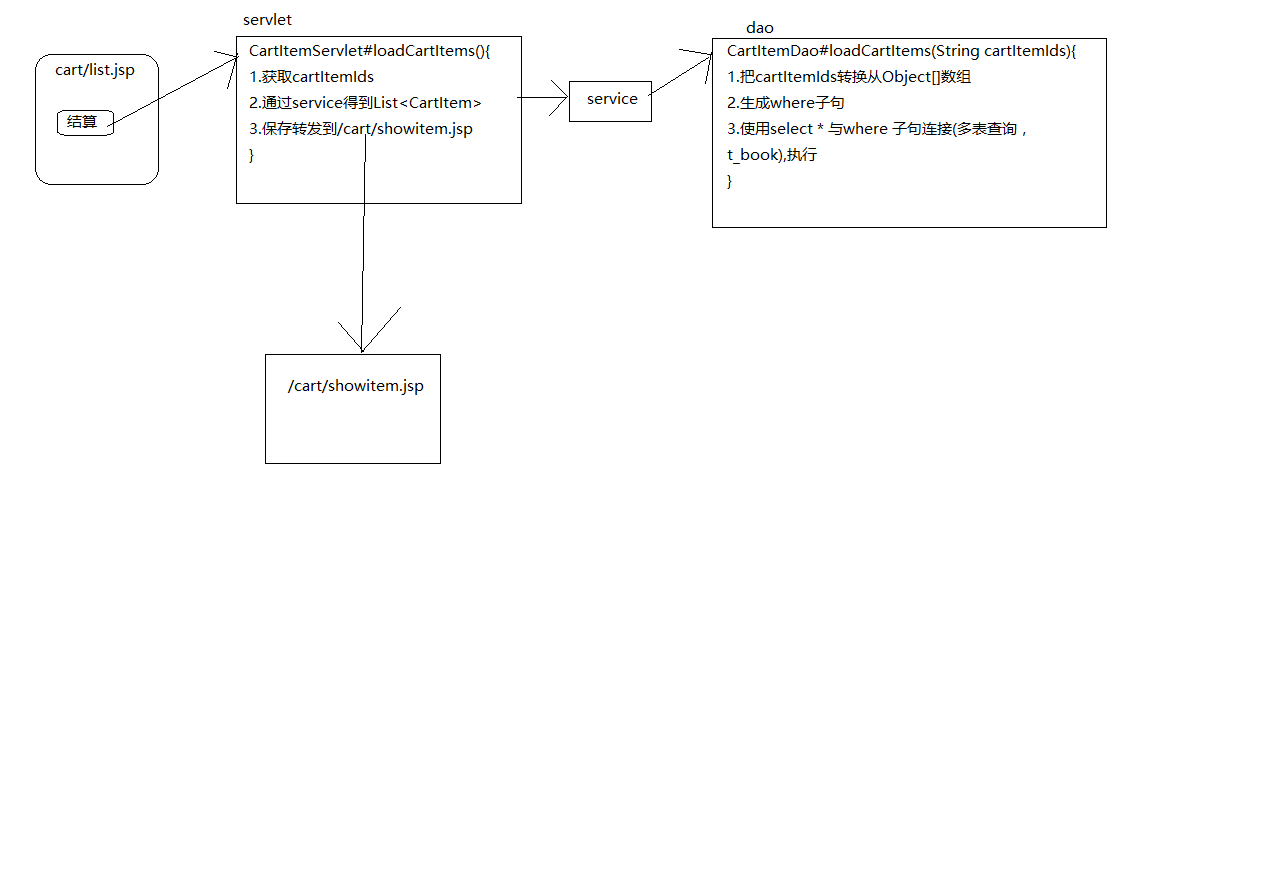 servlet
dao
cart/list.jsp
结算
CartItemServlet#loadCartItems(){
1.获取cartItemIds
2.通过service得到List<CartItem>
3.保存转发到/cart/showitem.jsp
}
service
CartItemDao#loadCartItems(String cartItemIds){
1.把cartItemIds转换从Object[]数组
2.生成where子句
3.使用select * 与where 子句连接(多表查询，
t_book),执行
}
/cart/showitem.jsp